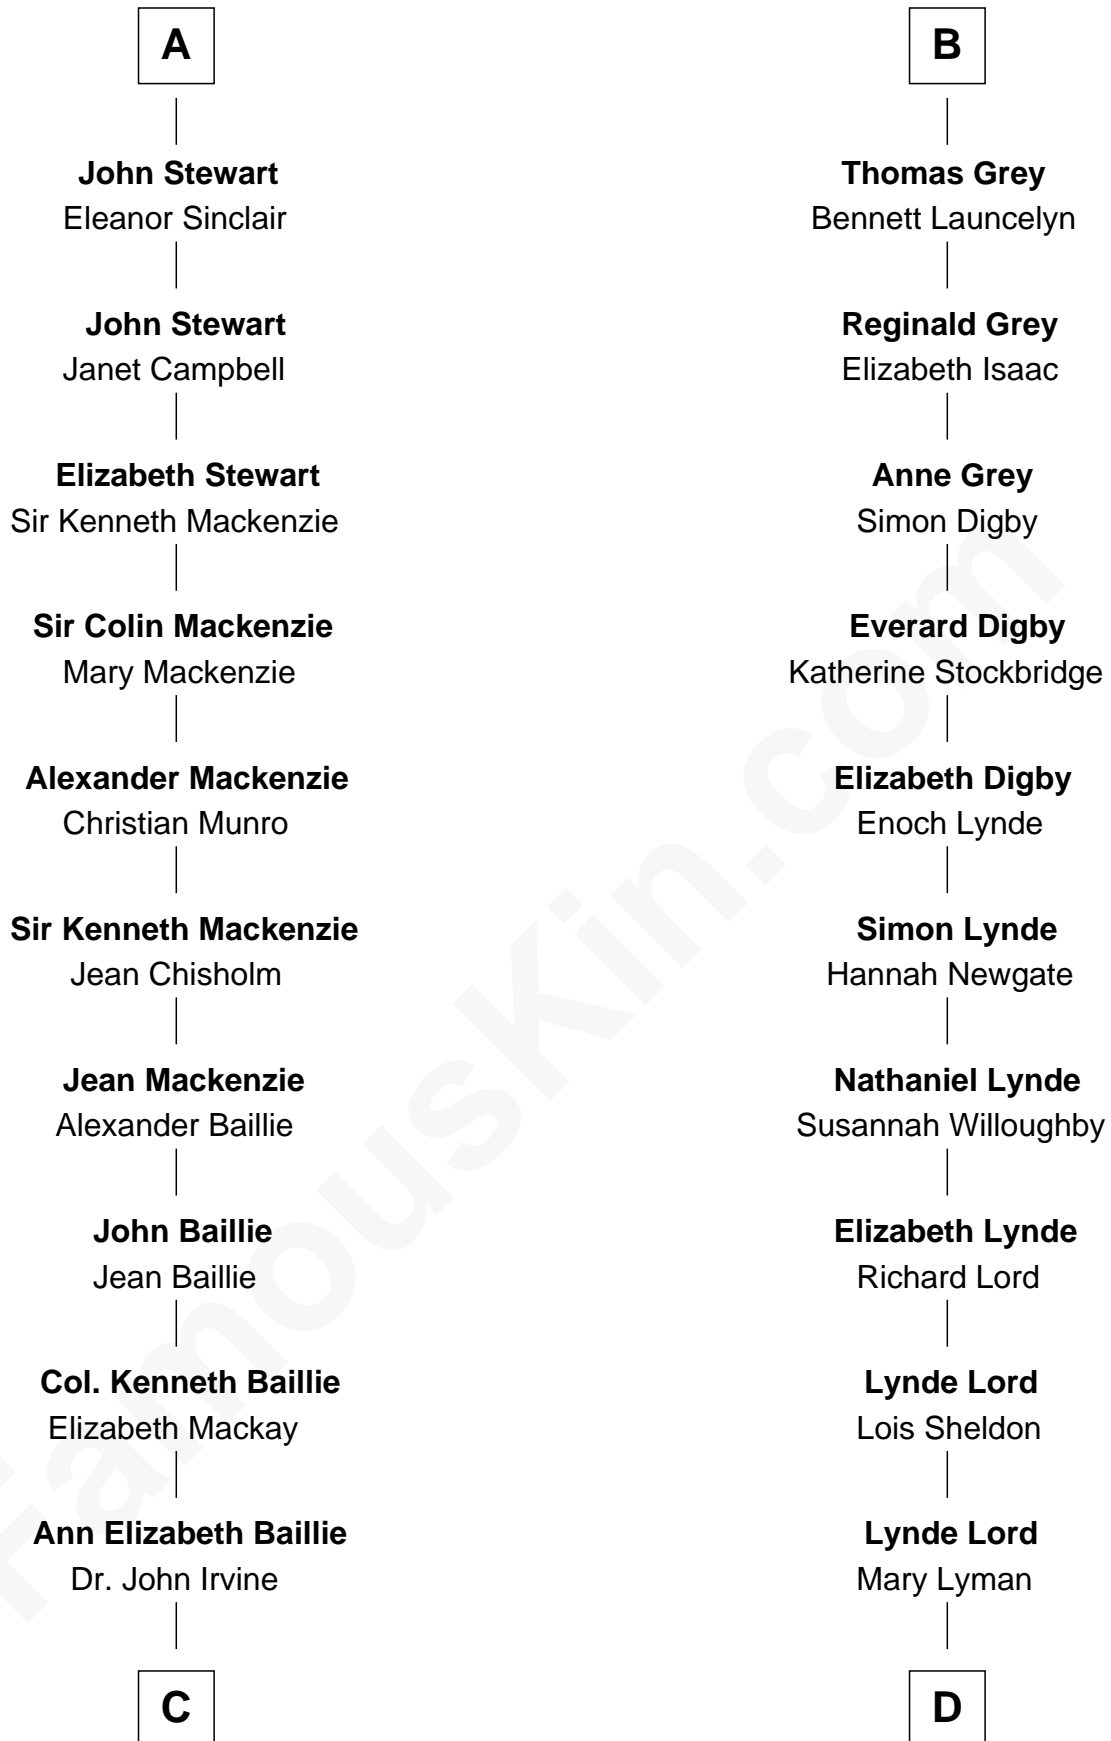 A
John Stewart
Eleanor Sinclair
John Stewart
Janet Campbell
Elizabeth Stewart
Sir Kenneth Mackenzie
Sir Colin Mackenzie
Mary Mackenzie
Alexander Mackenzie
Christian Munro
Sir Kenneth Mackenzie
Jean Chisholm
Jean Mackenzie
Alexander Baillie
John Baillie
Jean Baillie
Col. Kenneth Baillie
Elizabeth Mackay
Ann Elizabeth Baillie
Dr. John Irvine
C
B
Thomas Grey
Bennett Launcelyn
Reginald Grey
Elizabeth Isaac
Anne Grey
Simon Digby
Everard Digby
Katherine Stockbridge
Elizabeth Digby
Enoch Lynde
Simon Lynde
Hannah Newgate
Nathaniel Lynde
Susannah Willoughby
Elizabeth Lynde
Richard Lord
Lynde Lord
Lois Sheldon
Lynde Lord
Mary Lyman
D
FamousKin.com